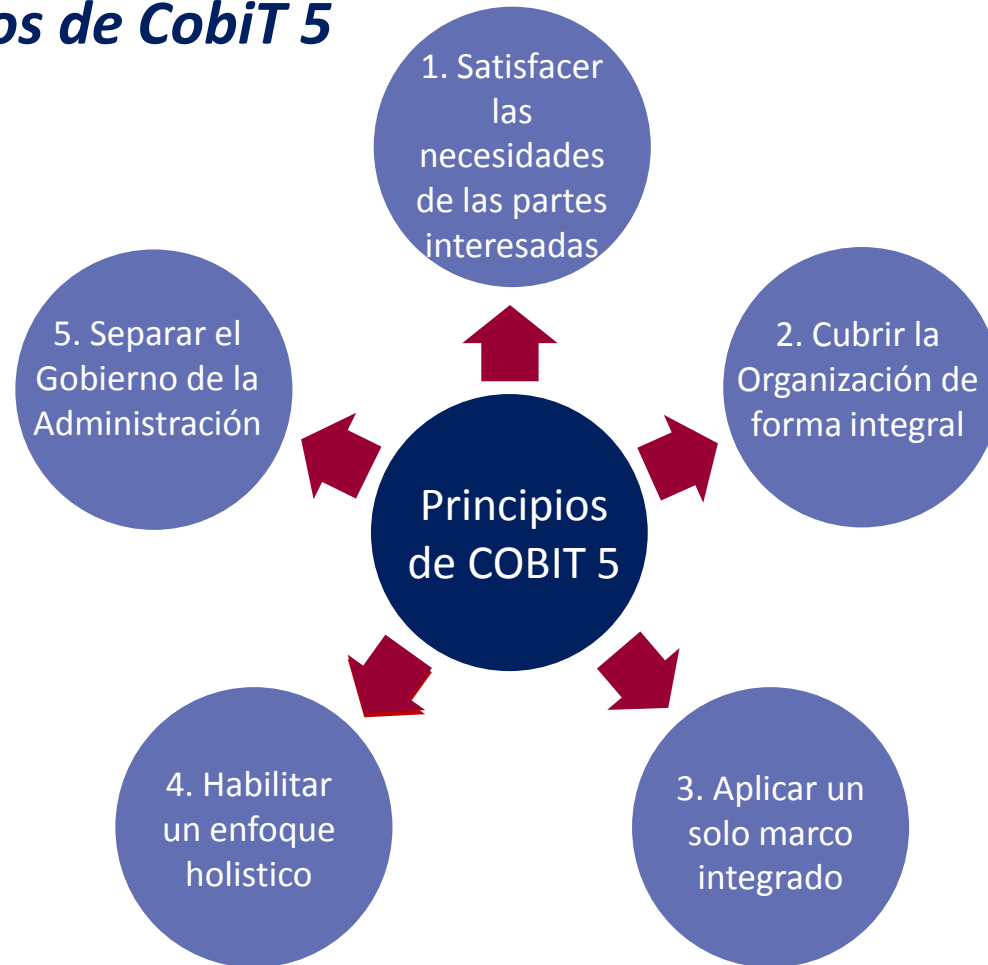 os de CobiT 5
1. Satisfacer
las
necesidades
de las partes
interesadas
2. Cubrir la
Organización de
forma integral
3. Aplicar un
solo marco
integrado
4. Habilitar
un enfoque
holistico
5. Separar el
Gobierno de la
Administración
Principios
de COBIT 5